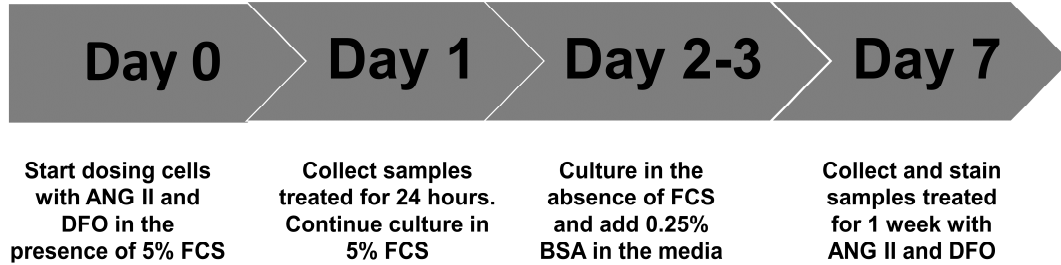 Day 0
Day 1
Day 2-3
Day 7
Start dosing cells
with ANG II and
DFO in the
presence of 5% FCS
Collect samples
treated for 24 hours.
Continue culture in
5% FCS
Culture in the
absence of FCS
and add 0.25%
BSA in the media
Collect and stain
samples treated
for 1 week with
ANG II and DFO